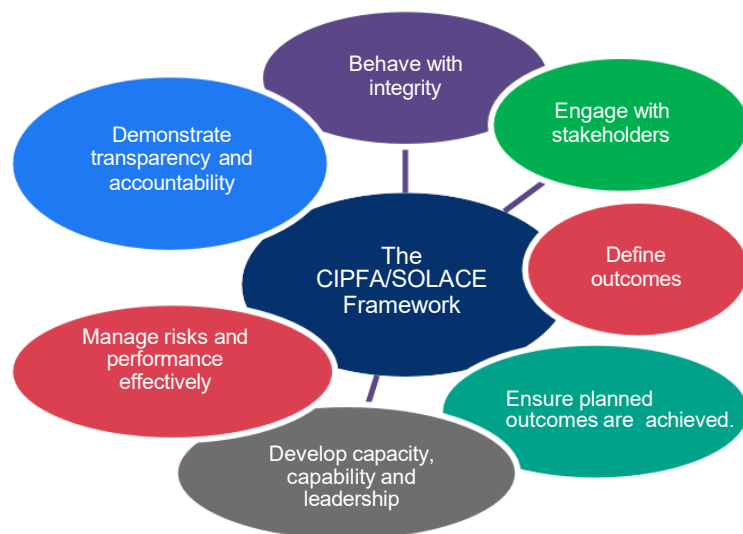 Behave with
integrity
Engage with
stakeholders
Define
outcomes
Ensure planned
outcomes are  achieved.
Develop capacity,
capability and
leadership
Manage risks and
performance
effectively
Demonstrate
transparency and
accountability
The
CIPFA/SOLACE
Framework